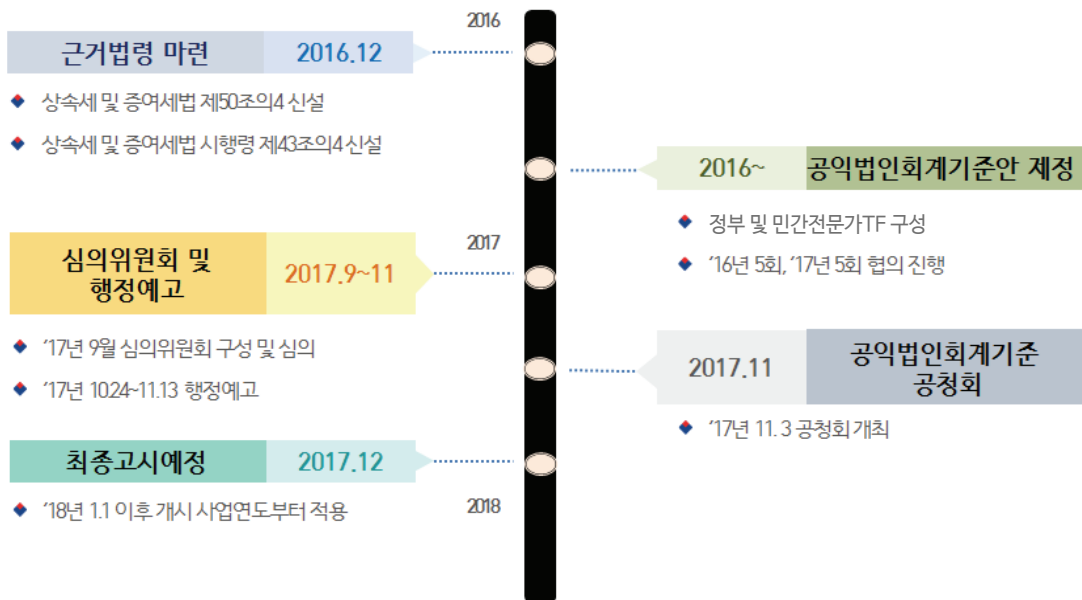 2016
근거법령 마련 2016.12
상속세 및 증여세법 제50조의4 신설
상속세 및 증여세법 시행령 제43조의4 신설
2016~ 공익법인회계기준안 제정
정부 및 민간전문가TF 구성
‘16년 5회, ‘17년 5회 협의 진행
2017
심의위원회 및
행정예고
2017.9~11
‘17년 9월 심의위원회 구성 및 심의
‘17년 10.24~11.13 행정예고
2017.11
공익법인회계기준
공청회
‘17년 11. 3 공청회 개최
최종고시예정 2017.12
‘18년 1.1 이후 개시 사업연도부터 적용
2018